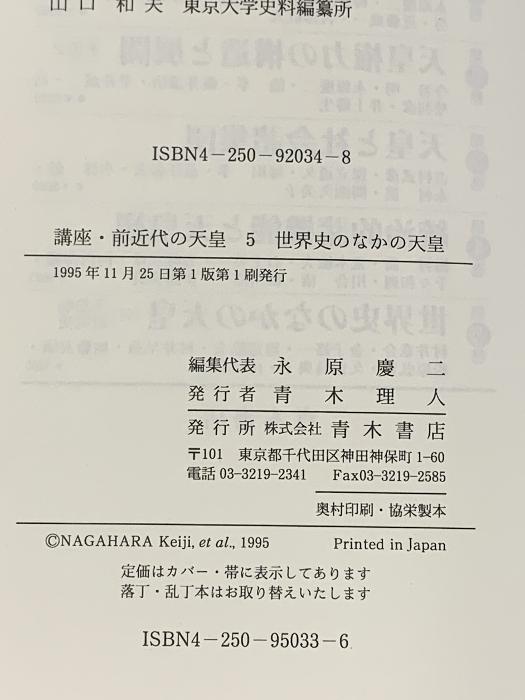 山口和夫 東京大学史料編纂所
ISBN4-250-92034-8
講座・前近代の天皇 5 世界史のなかの天皇
1995年11月25日第1版第1刷発行
編集代表 永原慶二
発行者 青木理人
発行所 株式会社 青木書店
〒101 東京都千代田区神田神保町1-60
電話03-3219-2341 Fax03-3219-2585
奥村印刷・協栄製本
©NAGAHARA Keiji, et al., 1995 Printed in Japan
定価はカバー・帯に表示してあります
落丁・乱丁本はお取り替えいたします
ISBN4-250-95033-6